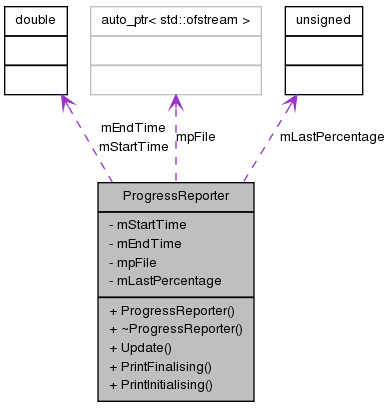 double
auto_ptr< std::ofstream >
unsigned
mEndTime
mStartTime
mpFile
mLastPercentage
ProgressReporter
- mStartTime
- mEndTime
- mpFile
- mLastPercentage
+ ProgressReporter()
+ ~ProgressReporter()
+ Update()
+ PrintFinalising()
+ PrintInitialising()